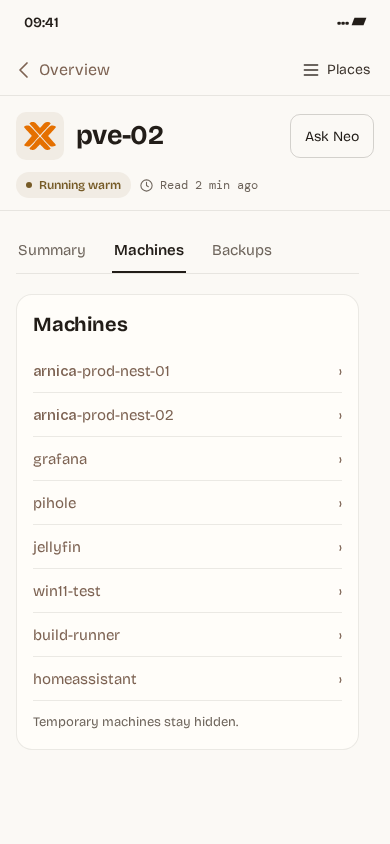 09:41
Overview
Places
pve-02
Ask Neo
Running warm
Read 2 min ago
Summary
Machines
Backups
Machines
arnica-prod-nest-01
arnica-prod-nest-02
grafana
pihole
jellyfin
win11-test
build-runner
homeassistant
Temporary machines stay hidden.